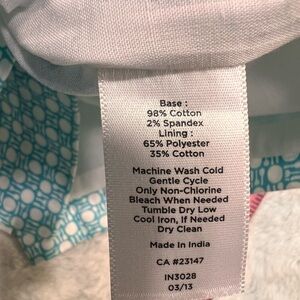 Base :
98% Cotton
2% Spandex
Lining :
65% Polyester
35% Cotton
Machine Wash Cold
Gentle Cycle
Only Non-Chlorine
Bleach When Needed
Tumble Dry Low
Cool Iron, If Needed
Dry Clean
Made In India
CA #23147
IN3028
03/13